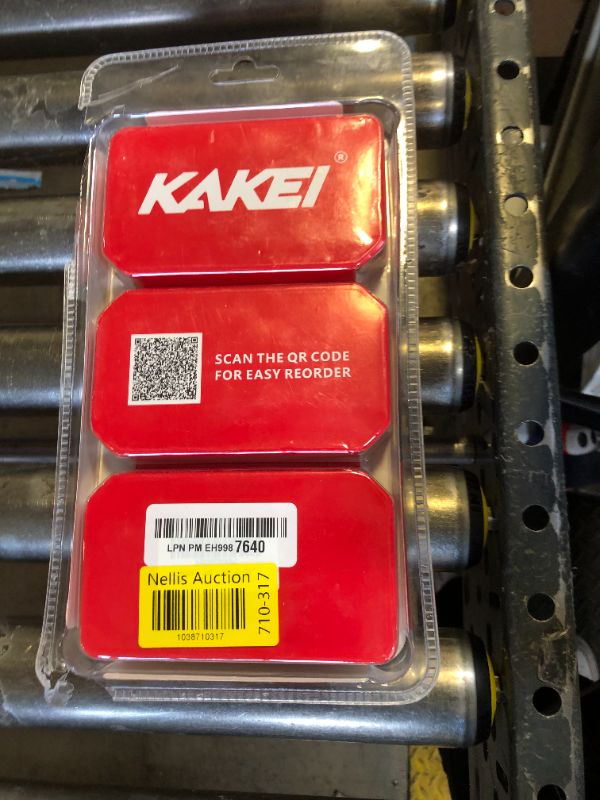 KAKEI ®
SCAN THE QR CODE
FOR EASY REORDER
LPN PM EH998 7640
Nellis Auction
1038710317
710-317